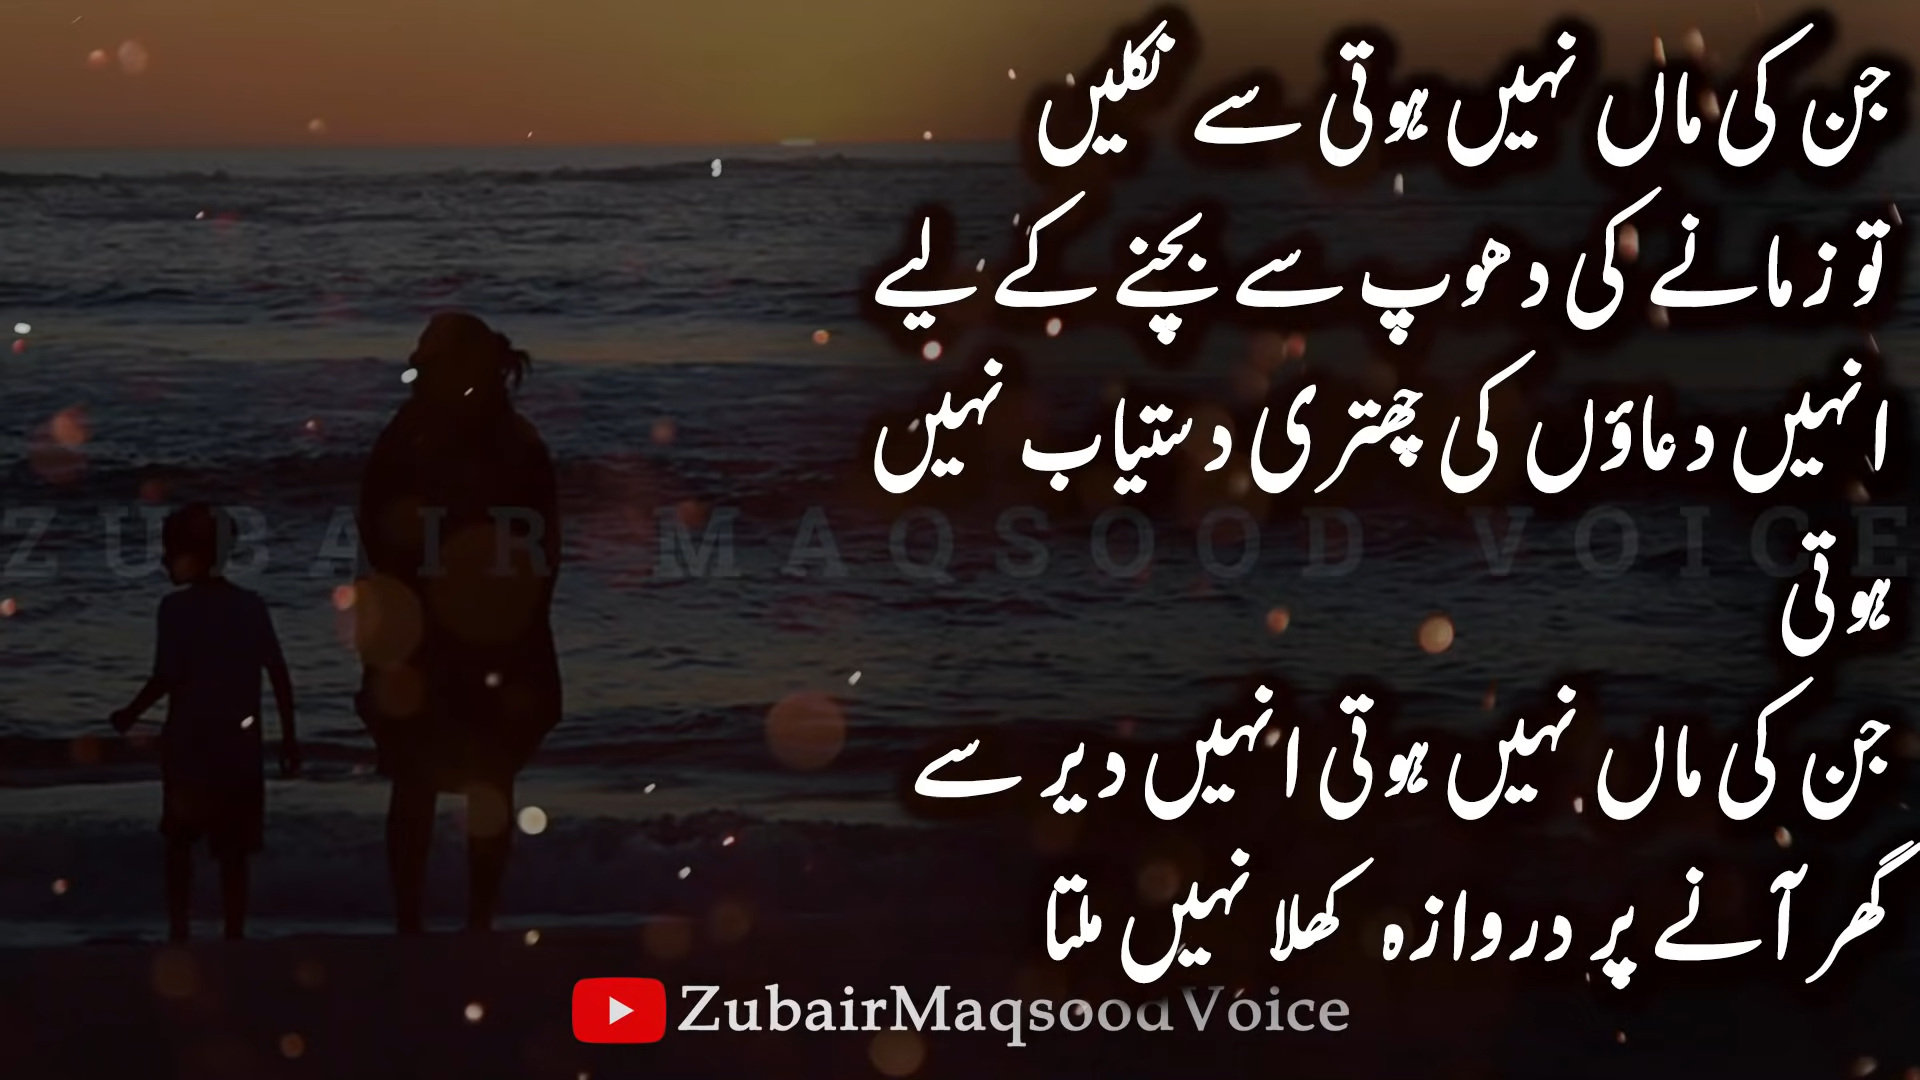 جن کی ماں نہیں ہوتی سے نکلیں
تو زمانے کی دھوپ سے بچنے کے لیے
انہیں دعاؤں کی چھتری دستیاب نہیں
ZUBAIR MAQSOOD VOICE
ہوتی
جن کی ماں نہیں ہوتی انہیں دیر سے
گھر آنے پر دروازہ کھلا نہیں ملتا
ZubairMaqsoodVoice